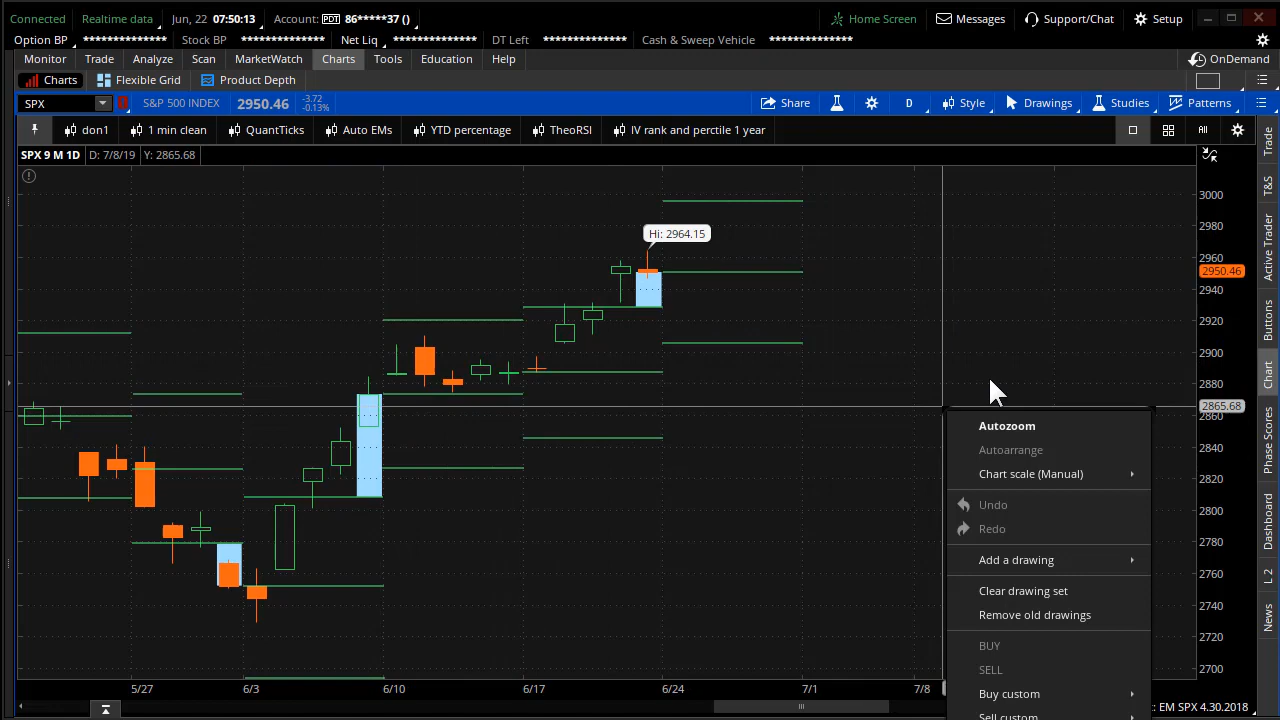 Connected Realtime data Jun, 22 07:50:13 Account: PDT 86*****37 () Home Screen Messages Support/Chat Setup
Option BP ************** Stock BP ************** Net Liq ************** DT Left ************** Cash & Sweep Vehicle **************
Monitor Trade Analyze Scan MarketWatch Charts Tools Education Help OnDemand
Charts Flexible Grid Product Depth
SPX S&P 500 INDEX 2950.46 -3.72 -0.13% Share D Style Drawings Studies Patterns
don1 1 min clean QuantTicks Auto EMs YTD percentage TheoRSI IV rank and perctile 1 year All
SPX 9 M 1D D: 7/8/19 Y: 2865.68
3000
2980
Hi: 2964.15
2960
2950.46
2940
2920
2900
2880
2865.68
2860
2840
2820
2800
2780
2760
2740
2720
2700
Autozoom
Autoarrange
Chart scale (Manual)
Undo
Redo
Add a drawing
Clear drawing set
Remove old drawings
BUY
SELL
Buy custom
Sell custom
5/27 6/3 6/10 6/17 6/24 7/1 7/8
: EM SPX 4.30.2018
Trade
T&S
Active Trader
Buttons
Chart
Phase Scores
Dashboard
L 2
News